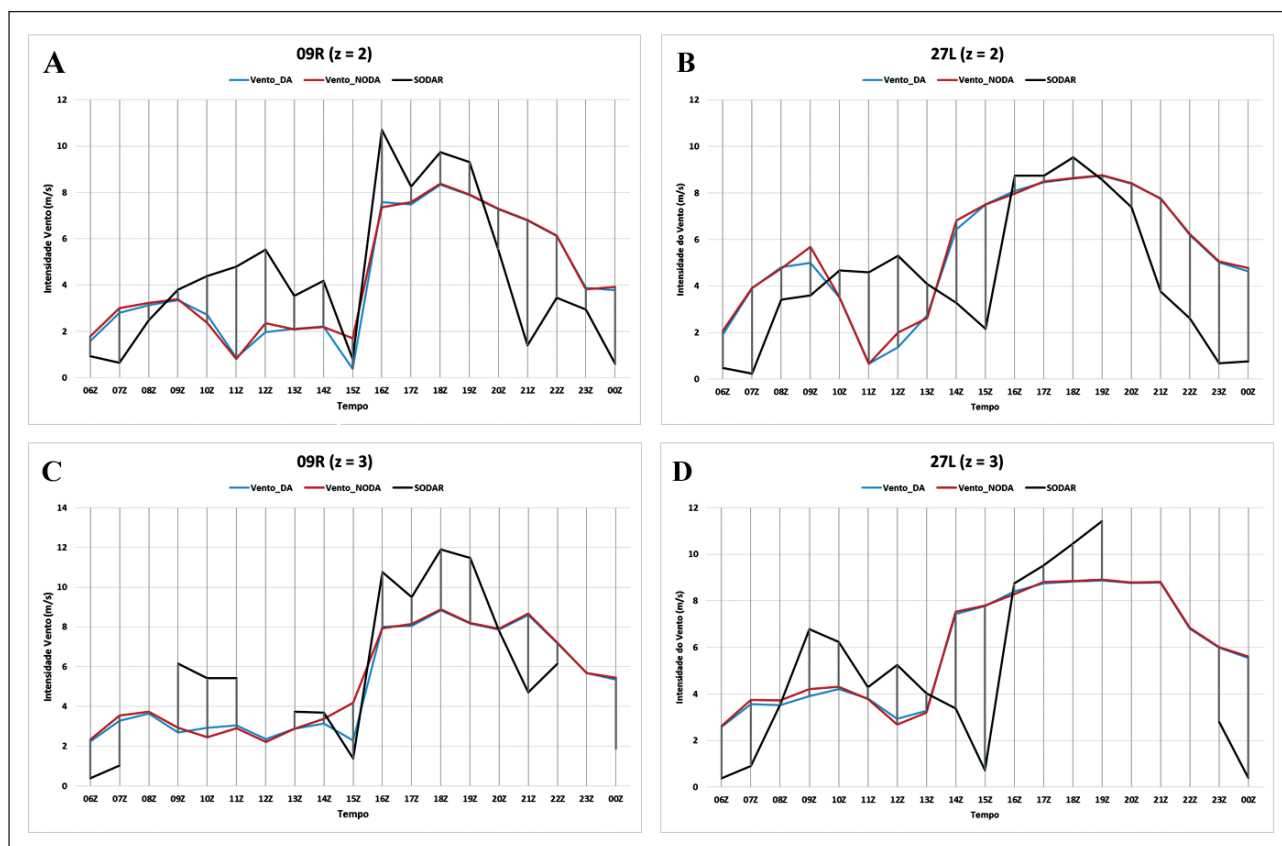 A
09R (z = 2)
Vento_DA Vento_NODA SODAR
Intensidade Vento (m/s)
12
10
8
6
4
2
0
06Z 07Z 08Z 09Z 10Z 11Z 12Z 13Z 14Z 15Z 16Z 17Z 18Z 19Z 20Z 21Z 22Z 23Z 00Z
Tempo
B
27L (z = 2)
Vento_DA Vento_NODA SODAR
Intensidade do Vento (m/s)
12
10
8
6
4
2
0
06Z 07Z 08Z 09Z 10Z 11Z 12Z 13Z 14Z 15Z 16Z 17Z 18Z 19Z 20Z 21Z 22Z 23Z 00Z
Tempo
C
09R (z = 3)
Vento_DA Vento_NODA SODAR
Intensidade Vento (m/s)
14
12
10
8
6
4
2
0
06Z 07Z 08Z 09Z 10Z 11Z 12Z 13Z 14Z 15Z 16Z 17Z 18Z 19Z 20Z 21Z 22Z 23Z 00Z
Tempo
D
27L (z = 3)
Vento_DA Vento_NODA SODAR
Intensidade do Vento (m/s)
12
10
8
6
4
2
0
06Z 07Z 08Z 09Z 10Z 11Z 12Z 13Z 14Z 15Z 16Z 17Z 18Z 19Z 20Z 21Z 22Z 23Z 00Z
Tempo